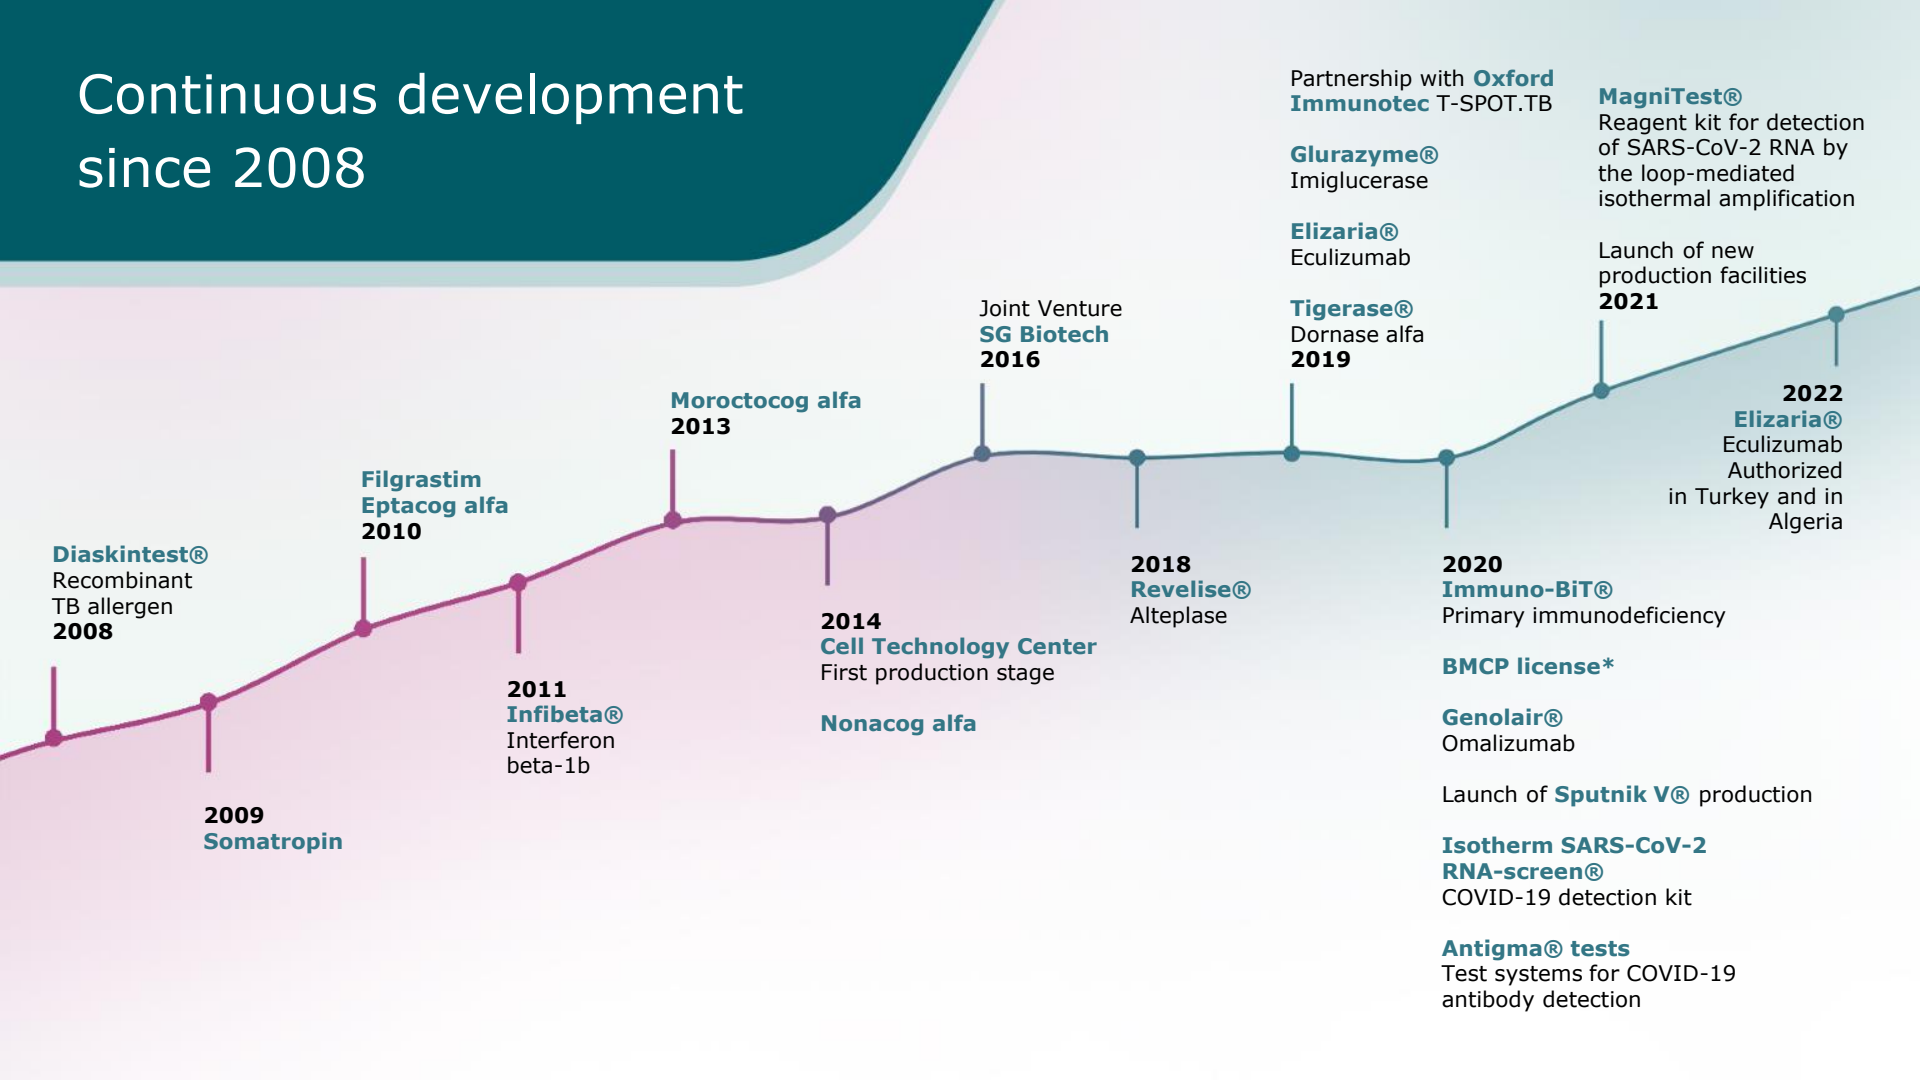 Continuous development
since 2008
Diaskintest®
Recombinant
TB allergen
2008
2009
Somatropin
Filgrastim
Eptacog alfa
2010
2011
Infibeta®
Interferon
beta-1b
Moroctocog alfa
2013
2014
Cell Technology Center
First production stage
Nonacog alfa
Joint Venture
SG Biotech
2016
2018
Revelise®
Alteplase
Partnership with Oxford
Immunotec T-SPOT.TB
Glurazyme®
Imiglucerase
Elizaria®
Eculizumab
Tigerase®
Dornase alfa
2019
2020
Immuno-BiT®
Primary immunodeficiency
BMCP license*
Genolair®
Omalizumab
Launch of Sputnik V® production
Isotherm SARS-CoV-2
RNA-screen®
COVID-19 detection kit
Antigma® tests
Test systems for COVID-19
antibody detection
MagniTest®
Reagent kit for detection
of SARS-CoV-2 RNA by
the loop-mediated
isothermal amplification
Launch of new
production facilities
2021
2022
Elizaria®
Eculizumab
Authorized
in Turkey and in
Algeria